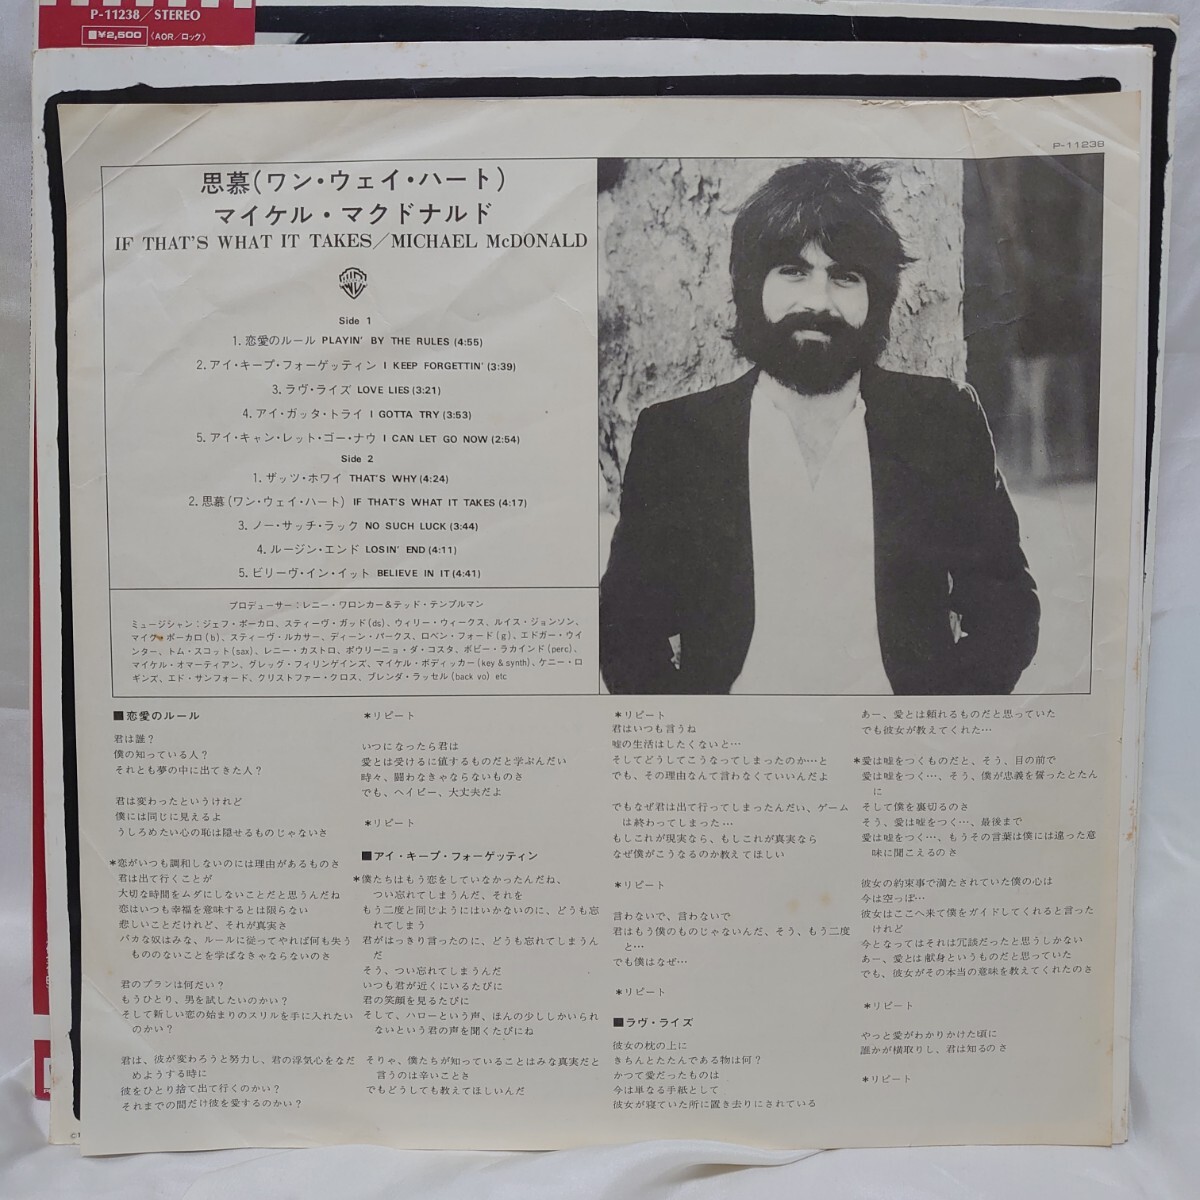 P-11238/STEREO
¥2,500 (AOR/ロック)
P-11238
思慕(ワン・ウェイ・ハート)
マイケル・マクドナルド
IF THAT'S WHAT IT TAKES/MICHAEL McDONALD
Side 1
1. 恋愛のルール PLAYIN' BY THE RULES (4:55)
2. アイ・キープ・フォーゲッティン I KEEP FORGETTIN' (3:39)
3. ラヴ・ライズ LOVE LIES (3:21)
4. アイ・ガッタ・トライ I GOTTA TRY (3:53)
5. アイ・キャン・レット・ゴー・ナウ I CAN LET GO NOW (2:54)
Side 2
1. ザッツ・ホワイ THAT'S WHY (4:24)
2. 思慕(ワン・ウェイ・ハート) IF THAT'S WHAT IT TAKES (4:17)
3. ノー・サッチ・ラック NO SUCH LUCK (3:44)
4. ルージン・エンド LOSIN' END (4:11)
5. ビリーヴ・イン・イット BELIEVE IN IT (4:41)
プロデューサー:レニー・ワロンカー&テッド・テンプルマン
ミュージシャン:ジェフ・ポーカロ、スティーヴ・ガッド(ds)、ウィリー・ウィークス、ルイス・ジョンソン、
マイク・ポーカロ(b)、スティーヴ・ルカサー、ディーン・パークス、ロベン・フォード(g)、エドガー・ウイ
ンター、トム・スコット(sax)、レニー・カストロ、ポウリーニョ・ダ・コスタ、ボビー・ラカインド(perc)、
マイケル・オマーティアン、グレッグ・フィリンゲインズ、マイケル・ボディッカー(key & synth)、ケニー・ロ
ギンズ、エド・サンフォード、クリストファー・クロス、ブレンダ・ラッセル(back vo) etc
■恋愛のルール
君は誰?
僕の知っている人?
それとも夢の中に出てきた人?
君は変わったというけれど
僕には同じに見えるよ
うしろめたい心の恥は隠せるものじゃないさ
*恋がいつも調和しないのには理由があるものさ
君は出て行くことが
大切な時間をムダにしないことだと思うんだね
恋はいつも幸福を意味するとは限らない
悲しいことだけれど、それが真実さ
バカな奴はみな、ルールに従ってやれば何も失う
もののないことを学ばなきゃならないのさ
君のプランは何だい?
もうひとり、男を試したいのかい?
そして新しい恋の始まりのスリルを手に入れたい
のかい?
君は、彼が変わろうと努力し、君の浮気心をなだ
めようする時に
彼をひとり捨て出て行くのかい?
それまでの間だけ彼を愛するのかい?
*リピート
いつになったら君は
愛とは受けるに値するものだと学ぶんだい
時々、闘わなきゃならないものさ
でも、ヘイビー、大丈夫だよ
*リピート
■アイ・キープ・フォーゲッティン
*僕たちはもう恋をしていなかったんだね、
つい忘れてしまうんだ、それを
もう二度と同じようにはいかないのに、どうも忘
れてしまう
君がはっきり言ったのに、どうも忘れてしまうん
だ
そう、つい忘れてしまうんだ
いつも君が近くにいるたびに
君の笑顔を見るたびに
そして、ハローという声、ほんの少ししかいられ
ないという君の声を聞くたびにね
そりゃ、僕たちが知っていることはみな真実だと
言うのは辛いことさ
でもどうしても教えてほしいんだ
*リピート
君はいつも言うね
嘘の生活はしたくないと…
そしてどうしてこうなってしまったのか…と
でも、その理由なんて言わなくていいんだよ
でもなぜ君は出て行ってしまったんだい、ゲーム
は終わってしまった…
もしこれが現実なら、もしこれが真実なら
なぜ僕がこうなるのか教えてほしい
*リピート
言わないで、言わないで
君はもう僕のものじゃないんだ、そう、もう二度
と…
でも僕はなぜ…
*リピート
■ラヴ・ライズ
彼女の枕の上に
きちんとたたんである物は何?
かつて愛だったものは
今は単なる手紙として
彼女が寝ていた所に置き去りにされている
あー、愛とは頼れるものだと思っていた
でも彼女が教えてくれた…
*愛は嘘をつくものだと、そう、目の前で
愛は嘘をつく…、そう、僕が忠義を誓ったとたん
に
そして僕を裏切るのさ
そう、愛は嘘をつく…、最後まで
愛は嘘をつく…、もうその言葉は僕には違った意
味に聞こえるのさ
彼女の約束事で満たされていた僕の心は
今は空っぽ…
彼女はここへ来て僕をガイドしてくれると言った
けれど
今となってはそれは冗談だったと思うしかない
あー、愛とは献身というものだと思っていた
でも、彼女がその本当の意味を教えてくれたのさ
*リピート
やっと愛がわかりかけた頃に
誰かが横取りし、君は知るのさ
*リピート